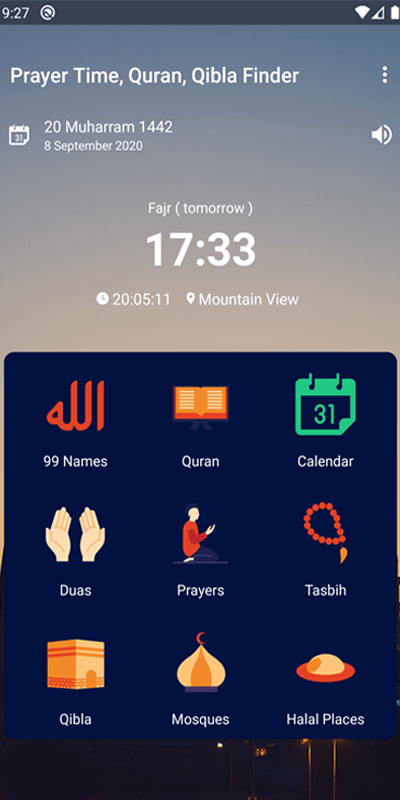 9:27
Prayer Time, Quran, Qibla Finder
31
20 Muharram 1442
8 September 2020
Fajr ( tomorrow )
17:33
20:05:11 Mountain View
الله
31
99 Names Quran Calendar
Duas Prayers Tasbih
Qibla Mosques Halal Places